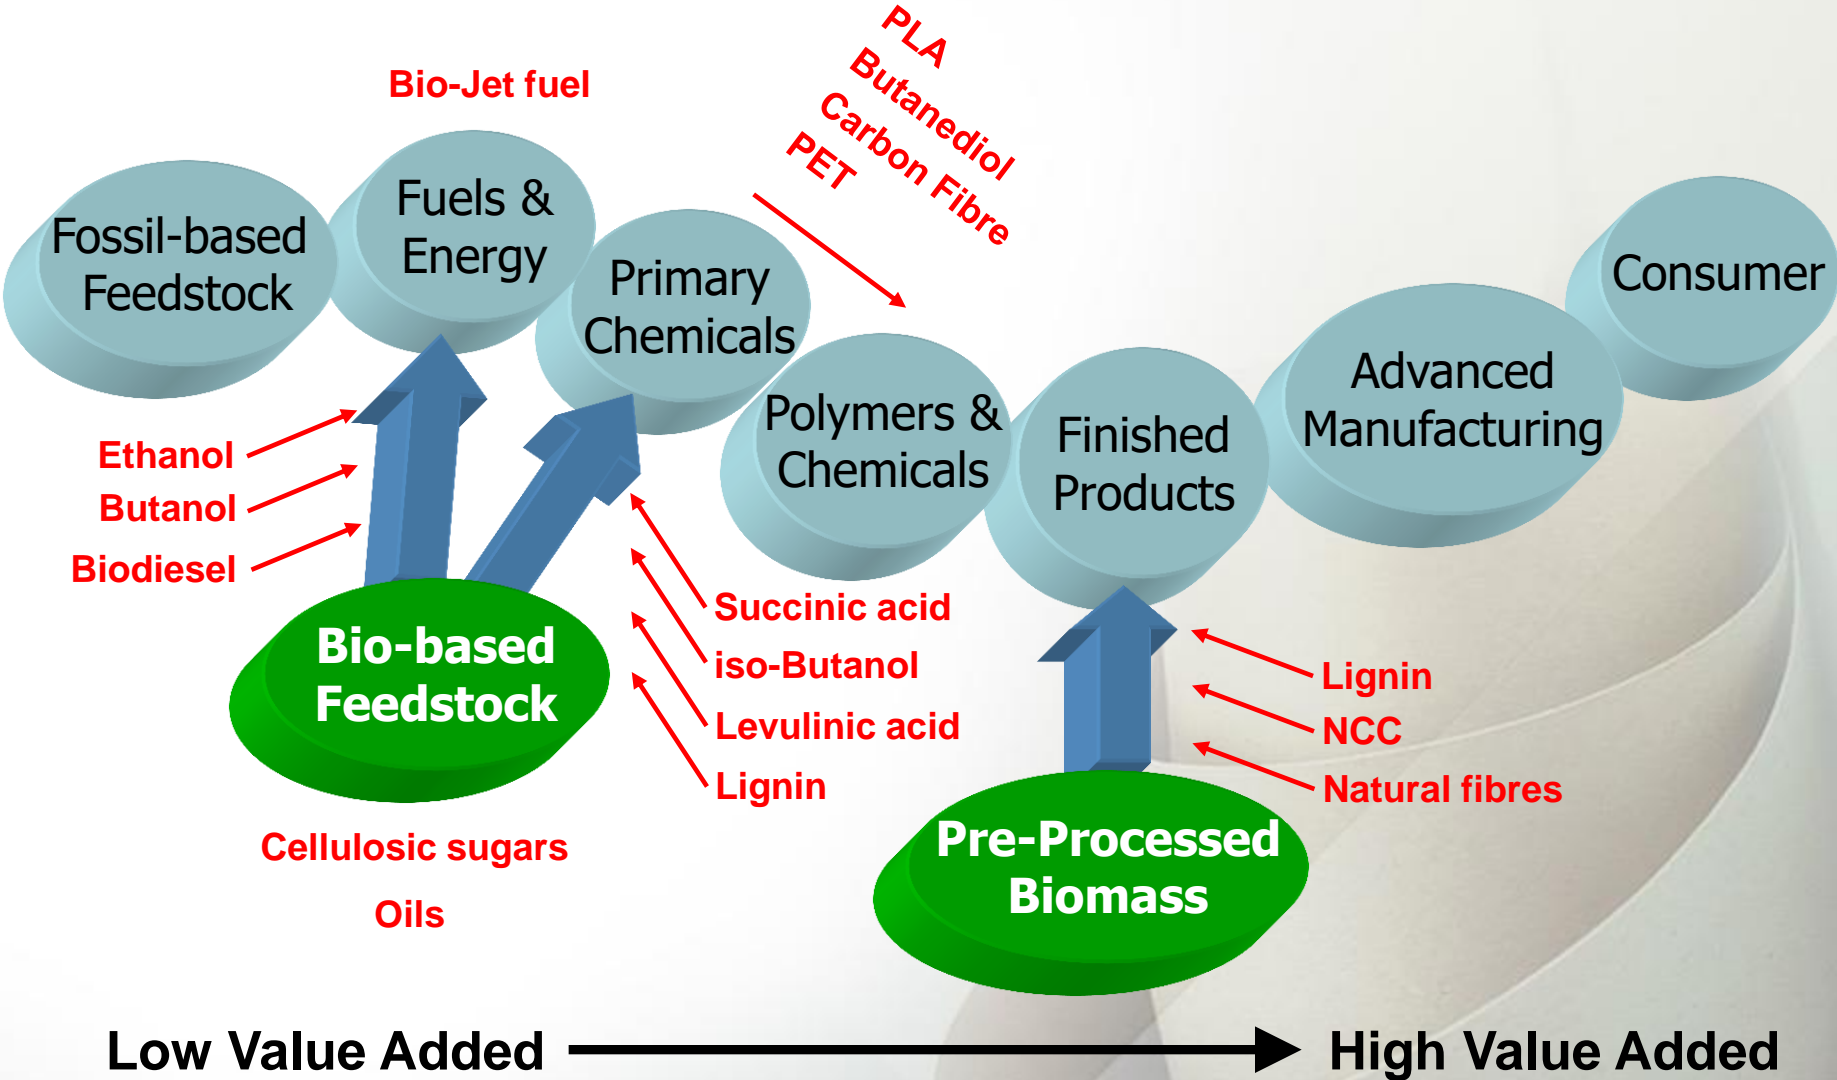 PLA
Butanediol
Carbon Fibre
PET
Bio-Jet fuel
Fossil-based
Feedstock
Fuels &
Energy
Primary
Chemicals
Polymers &
Chemicals
Finished
Products
Advanced
Manufacturing
Consumer
Ethanol
Butanol
Biodiesel
Bio-based
Feedstock
Succinic acid
iso-Butanol
Levulinic acid
Lignin
Lignin
NCC
Natural fibres
Cellulosic sugars
Oils
Pre-Processed
Biomass
Low Value Added
High Value Added